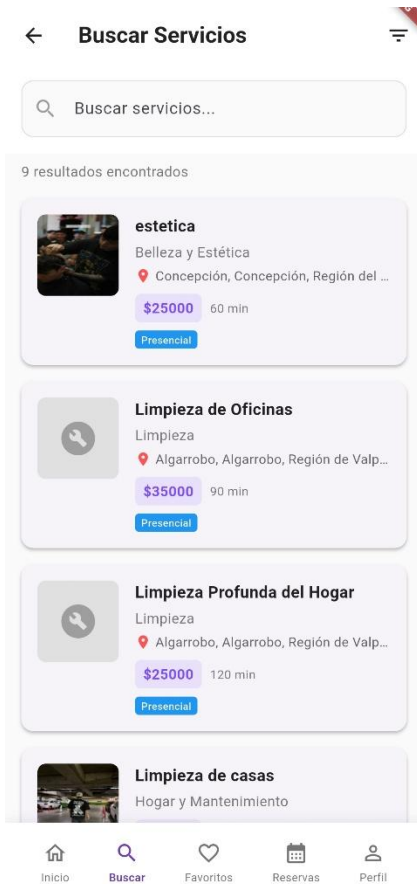 Buscar Servicios
Buscar servicios...
9 resultados encontrados
estetica
Belleza y Estética
Concepción, Concepción, Región del ...
$25000 60 min
Presencial
Limpieza de Oficinas
Limpieza
Algarrobo, Algarrobo, Región de Valp...
$35000 90 min
Presencial
Limpieza Profunda del Hogar
Limpieza
Algarrobo, Algarrobo, Región de Valp...
$25000 120 min
Presencial
Limpieza de casas
Hogar y Mantenimiento
Inicio Buscar Favoritos Reservas Perfil